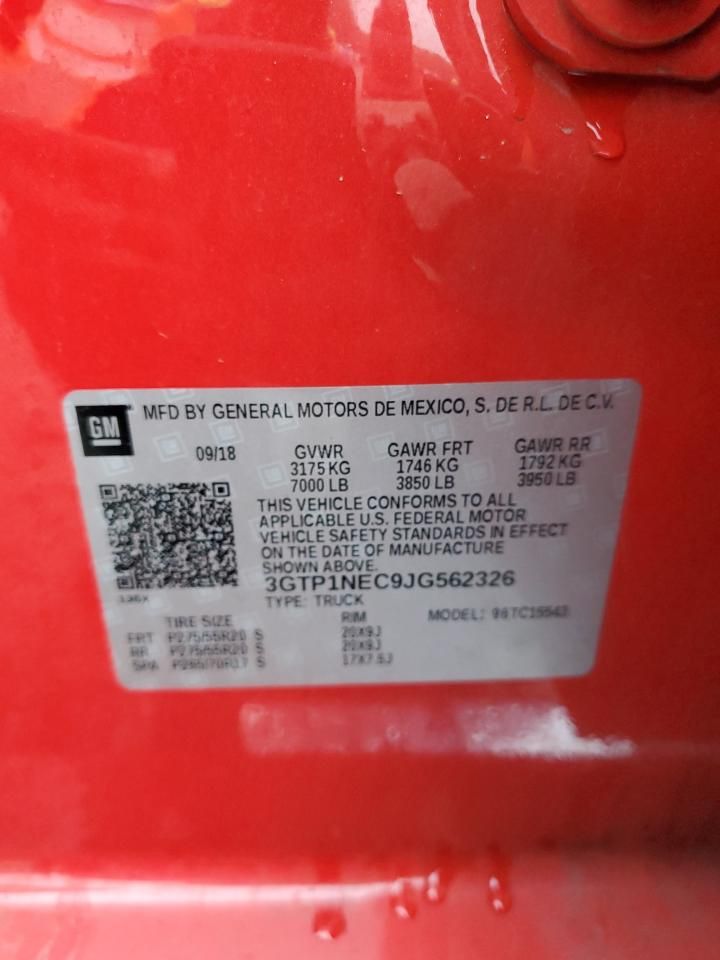 GM
MFD BY GENERAL MOTORS DE MEXICO, S. DE R.L. DE C.V.
09/18 GVWR GAWR FRT GAWR RR
3175 KG 1746 KG 1792 KG
7000 LB 3850 LB 3950 LB
THIS VEHICLE CONFORMS TO ALL
APPLICABLE U.S. FEDERAL MOTOR
VEHICLE SAFETY STANDARDS IN EFFECT
ON THE DATE OF MANUFACTURE
SHOWN ABOVE.
3GTP1NEC9JG562326
TYPE: TRUCK
TIRE SIZE RIM MODEL:
FRT P275/55R20 S 20X9J
RR P275/55R20 S 20X9J
SPA P265/70R17 S 17X7.5J